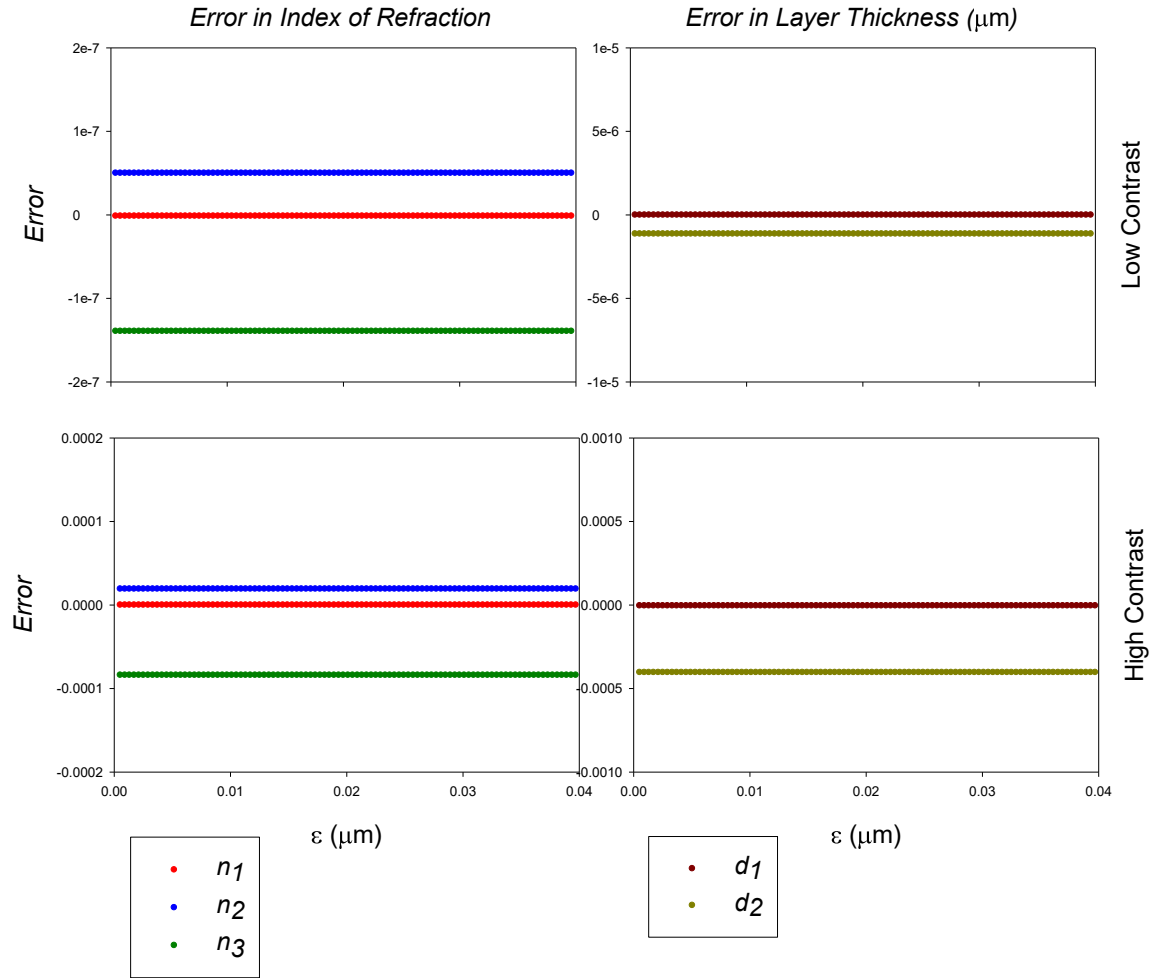 Error in Index of Refraction
Error in Layer Thickness (μm)
2e-7
1e-7
0
-1e-7
-2e-7
Error
1e-5
5e-6
0
-5e-6
-1e-5
Low Contrast
0.0002
0.0001
0.0000
-0.0001
-0.0002
Error
0.00 0.01 0.02 0.03 0.04
ε (μm)
0.0010
0.0005
0.0000
-0.0005
-0.0010
High Contrast
0.00 0.01 0.02 0.03 0.04
ε (μm)
n1
n2
n3
d1
d2